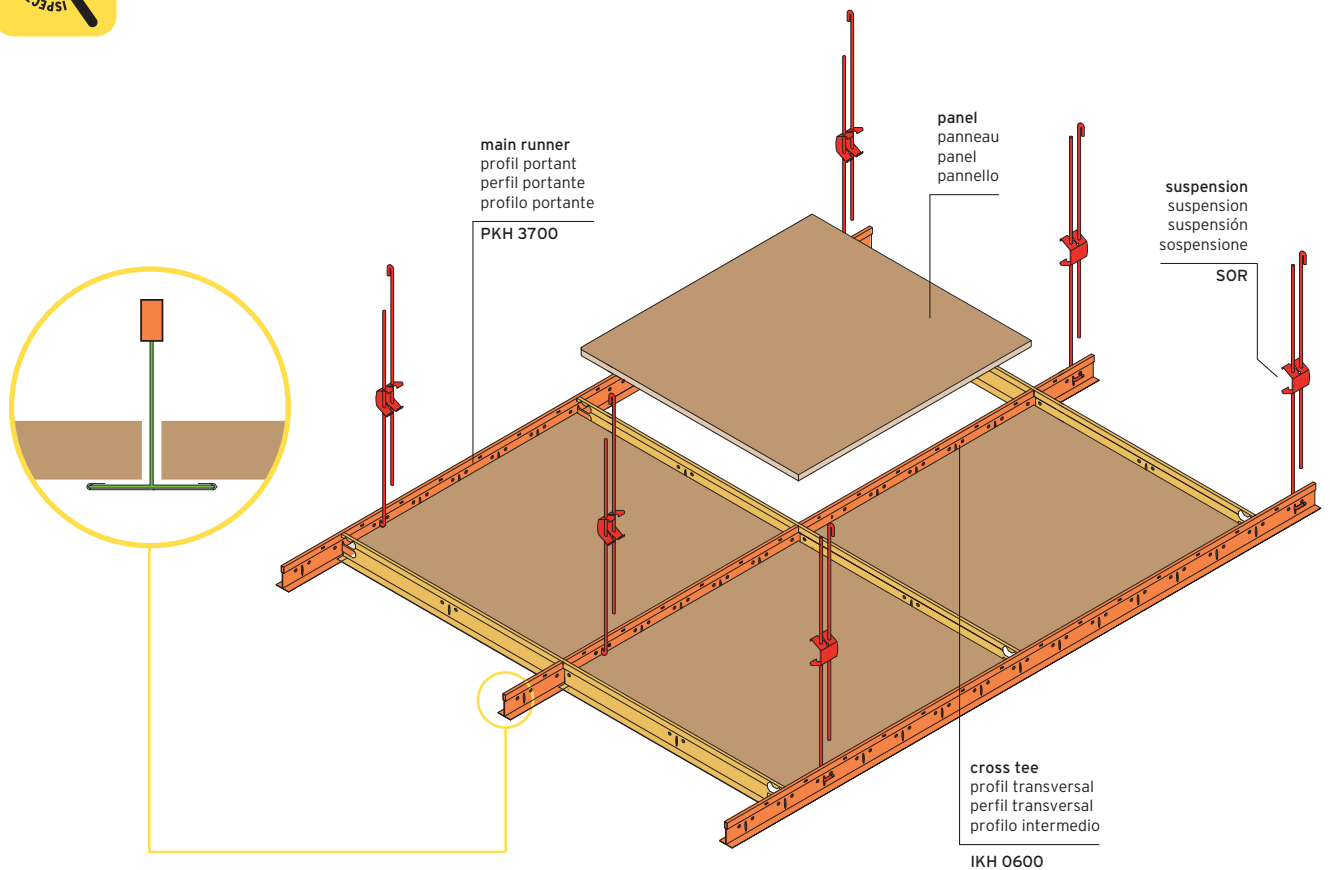 main runner
profil portant
perfil portante
profilo portante
PKH 3700
panel
panneau
panel
pannello
suspension
suspension
suspensión
sospensione
SOR
cross tee
profil transversal
perfil transversal
profilo intermedio
IKH 0600